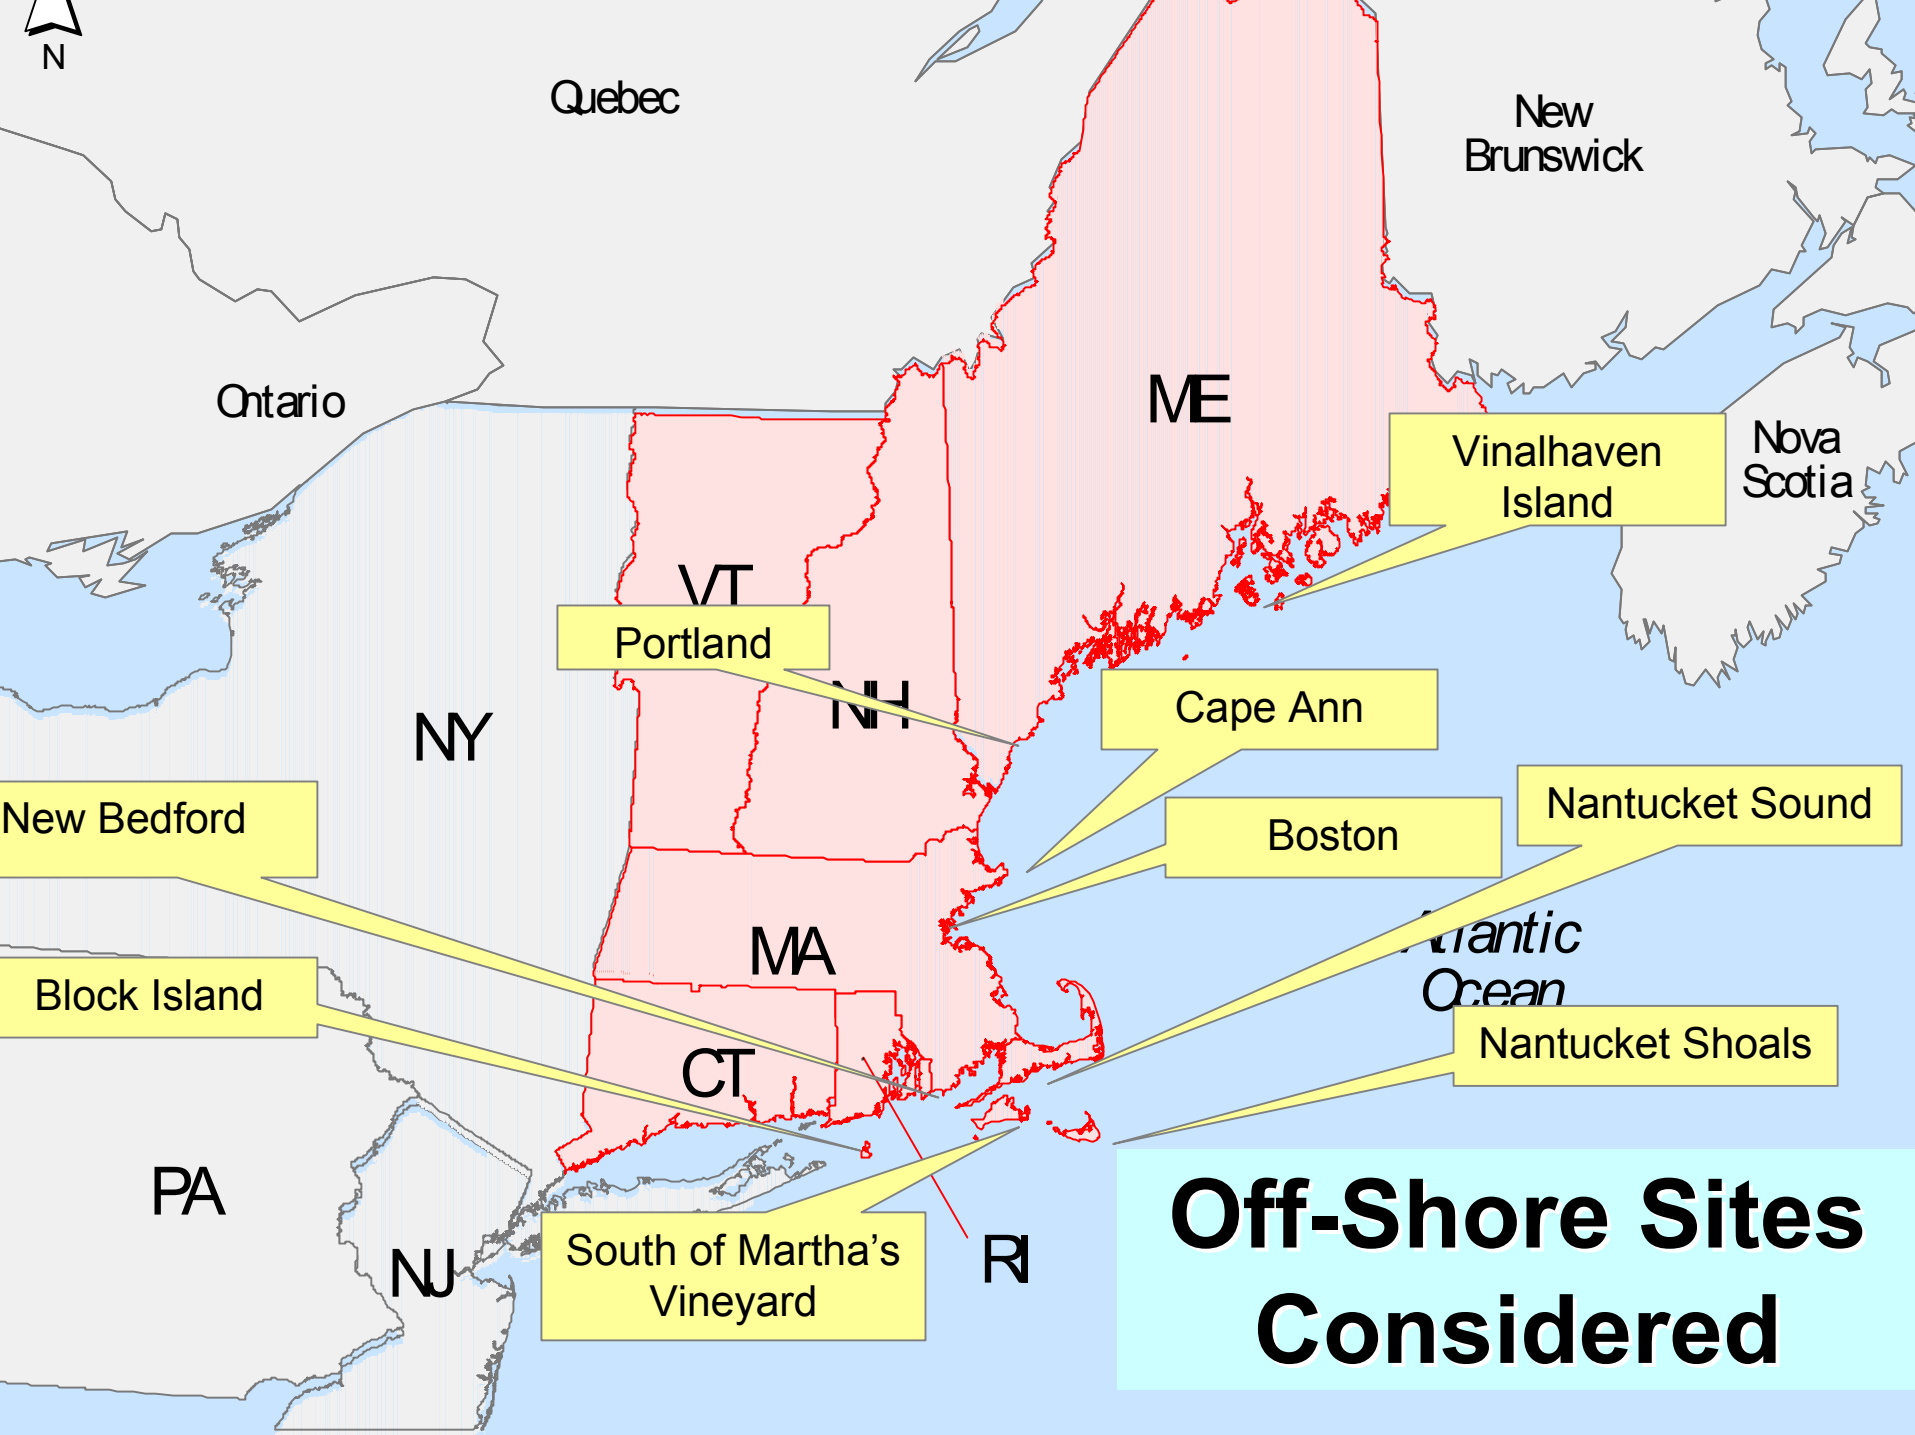 N
Quebec
New
Brunswick
Ontario
ME
Vinalhaven
Island
Nova
Scotia
VT
Portland
NH
Cape Ann
NY
New Bedford
Nantucket Sound
Boston
Atlantic
Ocean
MA
Block Island
Nantucket Shoals
CT
PA
NJ
South of Martha’s
Vineyard
RI
Off-Shore Sites
Considered